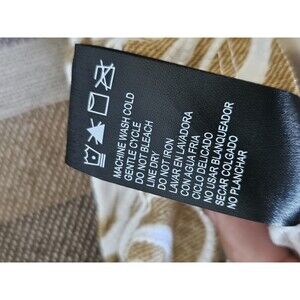 MACHINE WASH COLD
GENTLE CYCLE
DO NOT BLEACH
LINE DRY
DO NOT IRON
LAVAR EN LAVADORA
CON AGUA FRIA
CICLO DELICADO
NO USAR BLANQUEADOR
SECAR COLGADO
NO PLANCHAR